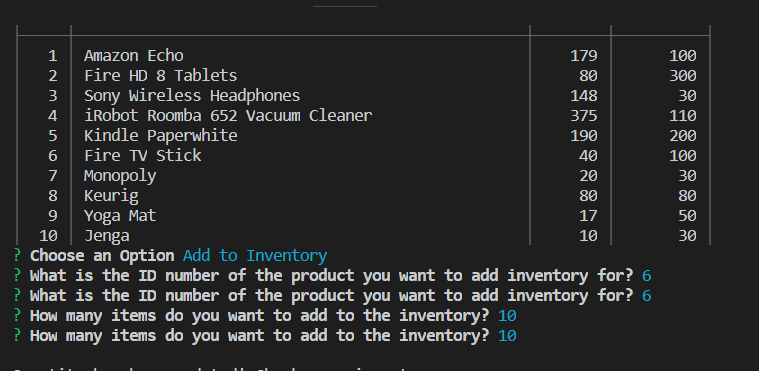 1 Amazon Echo 179 100
2 Fire HD 8 Tablets 80 300
3 Sony Wireless Headphones 148 30
4 iRobot Roomba 652 Vacuum Cleaner 375 110
5 Kindle Paperwhite 190 200
6 Fire TV Stick 40 100
7 Monopoly 20 30
8 Keurig 80 80
9 Yoga Mat 17 50
10 Jenga 10 30
? Choose an Option Add to Inventory
? What is the ID number of the product you want to add inventory for? 6
? What is the ID number of the product you want to add inventory for? 6
? How many items do you want to add to the inventory? 10
? How many items do you want to add to the inventory? 10